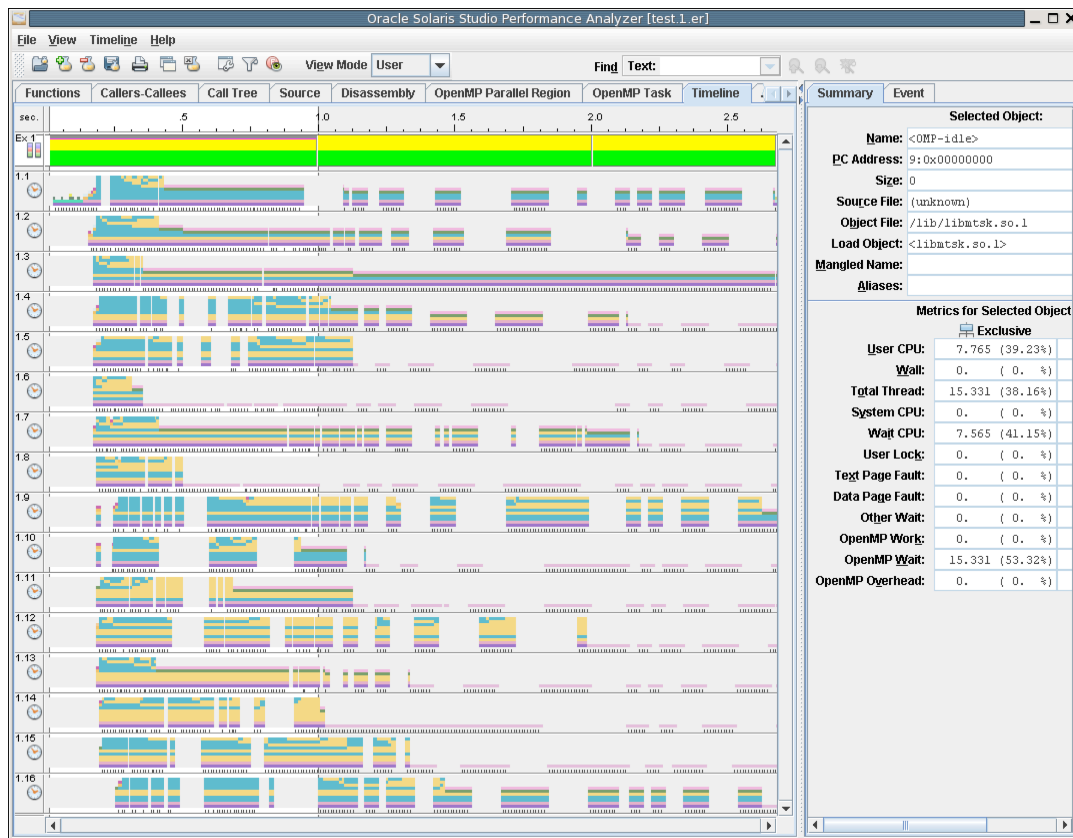 Oracle Solaris Studio Performance Analyzer [test.1.er]
File View Timeline Help
View Mode User Find Text:
Functions Callers-Callees Call Tree Source Disassembly OpenMP Parallel Region OpenMP Task Timeline
Summary Event
sec. .5 1.0 1.5 2.0 2.5
Ex 1
1.1
1.2
1.3
1.4
1.5
1.6
1.7
1.8
1.9
1.10
1.11
1.12
1.13
1.14
1.15
1.16
Selected Object:
Name: <OMP-idle>
PC Address: 9:0x00000000
Size: 0
Source File: (unknown)
Object File: /lib/libmtsk.so.1
Load Object: <libmtsk.so.1>
Mangled Name:
Aliases:
Metrics for Selected Object
Exclusive
User CPU: 7.765 (39.23%)
Wall: 0. ( 0. %)
Total Thread: 15.331 (38.16%)
System CPU: 0. ( 0. %)
Wait CPU: 7.565 (41.15%)
User Lock: 0. ( 0. %)
Text Page Fault: 0. ( 0. %)
Data Page Fault: 0. ( 0. %)
Other Wait: 0. ( 0. %)
OpenMP Work: 0. ( 0. %)
OpenMP Wait: 15.331 (53.32%)
OpenMP Overhead: 0. ( 0. %)